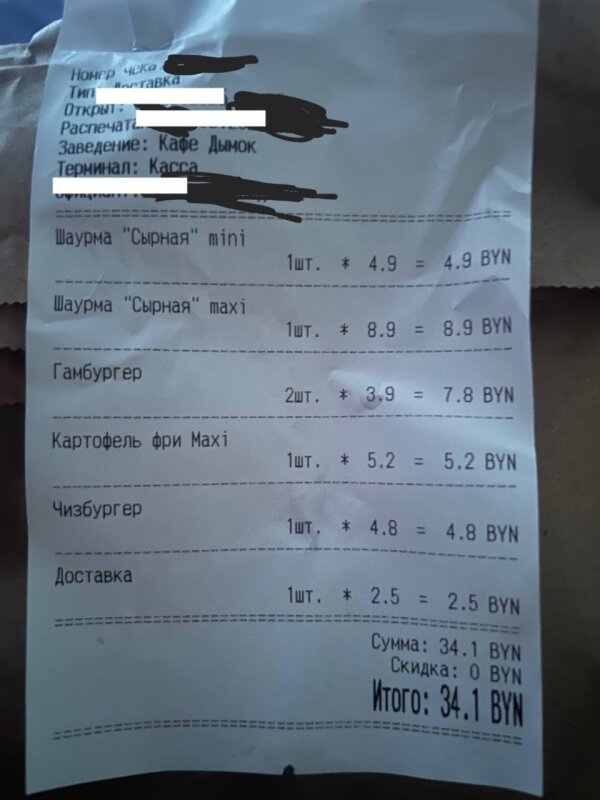 Номер чека
Тип: Доставка
Открыт:
Заведение: Кафе Дымок
Терминал: Касса
Шаурма "Сырная" mini
1шт. * 4.9 = 4.9 BYN
Шаурма "Сырная" maxi
1шт. * 8.9 = 8.9 BYN
Гамбургер
2шт. * 3.9 = 7.8 BYN
Картофель фри Maxi
1шт. * 5.2 = 5.2 BYN
Чизбургер
1шт. * 4.8 = 4.8 BYN
Доставка
1шт. * 2.5 = 2.5 BYN
Сумма: 34.1 BYN
Скидка: 0 BYN
Итого: 34.1 BYN